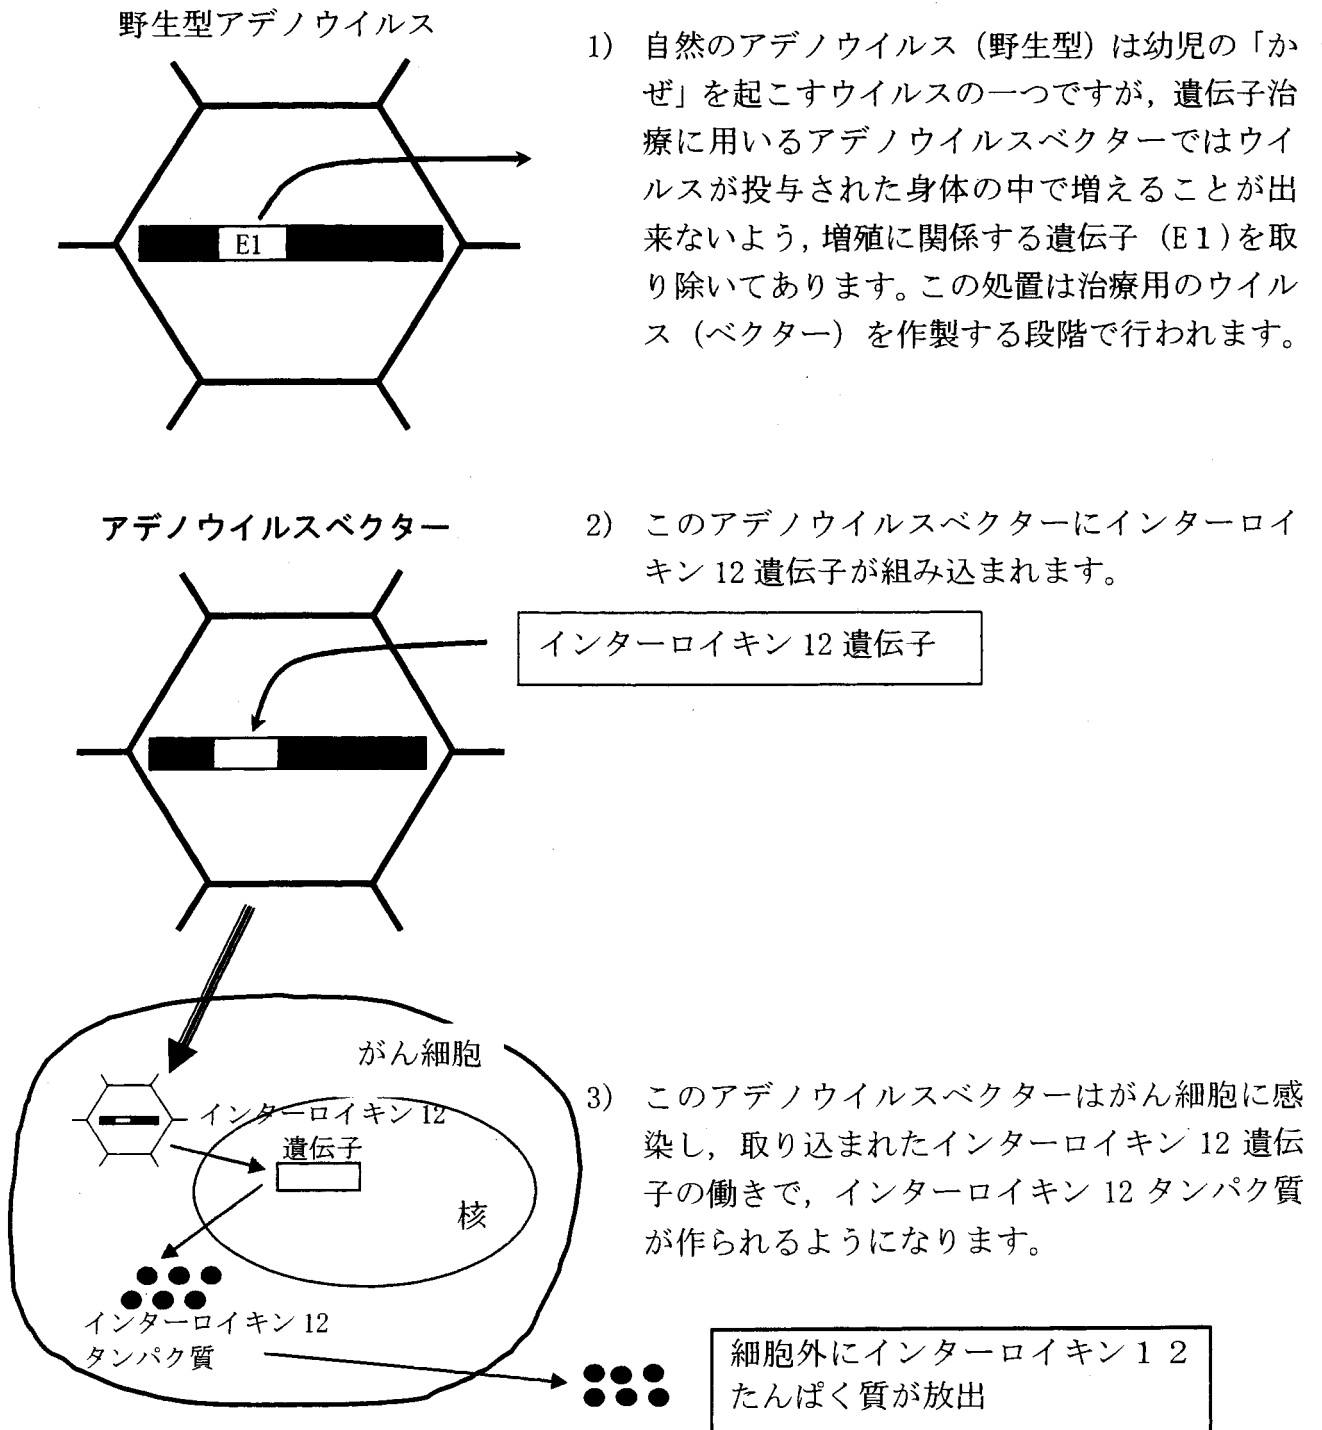 野生型アデノウイルス
1) 自然のアデノウイルス（野生型）は幼児の「か
ぜ」を起こすウイルスの一つですが，遺伝子治
療に用いるアデノウイルスベクターではウイ
ルスが投与された身体の中で増えることが出
来ないよう，増殖に関係する遺伝子（E１）を取
り除いてあります。この処置は治療用のウイル
ス（ベクター）を作製する段階で行われます。
E1
アデノウイルスベクター
2) このアデノウイルスベクターにインターロイ
キン 12 遺伝子が組み込まれます。
インターロイキン 12 遺伝子
がん細胞
インターロイキン 12
遺伝子
核
3) このアデノウイルスベクターはがん細胞に感
染し，取り込まれたインターロイキン 12 遺伝
子の働きで，インターロイキン 12 タンパク質
が作られるようになります。
インターロイキン 12
タンパク質
細胞外にインターロイキン１２
たんぱく質が放出